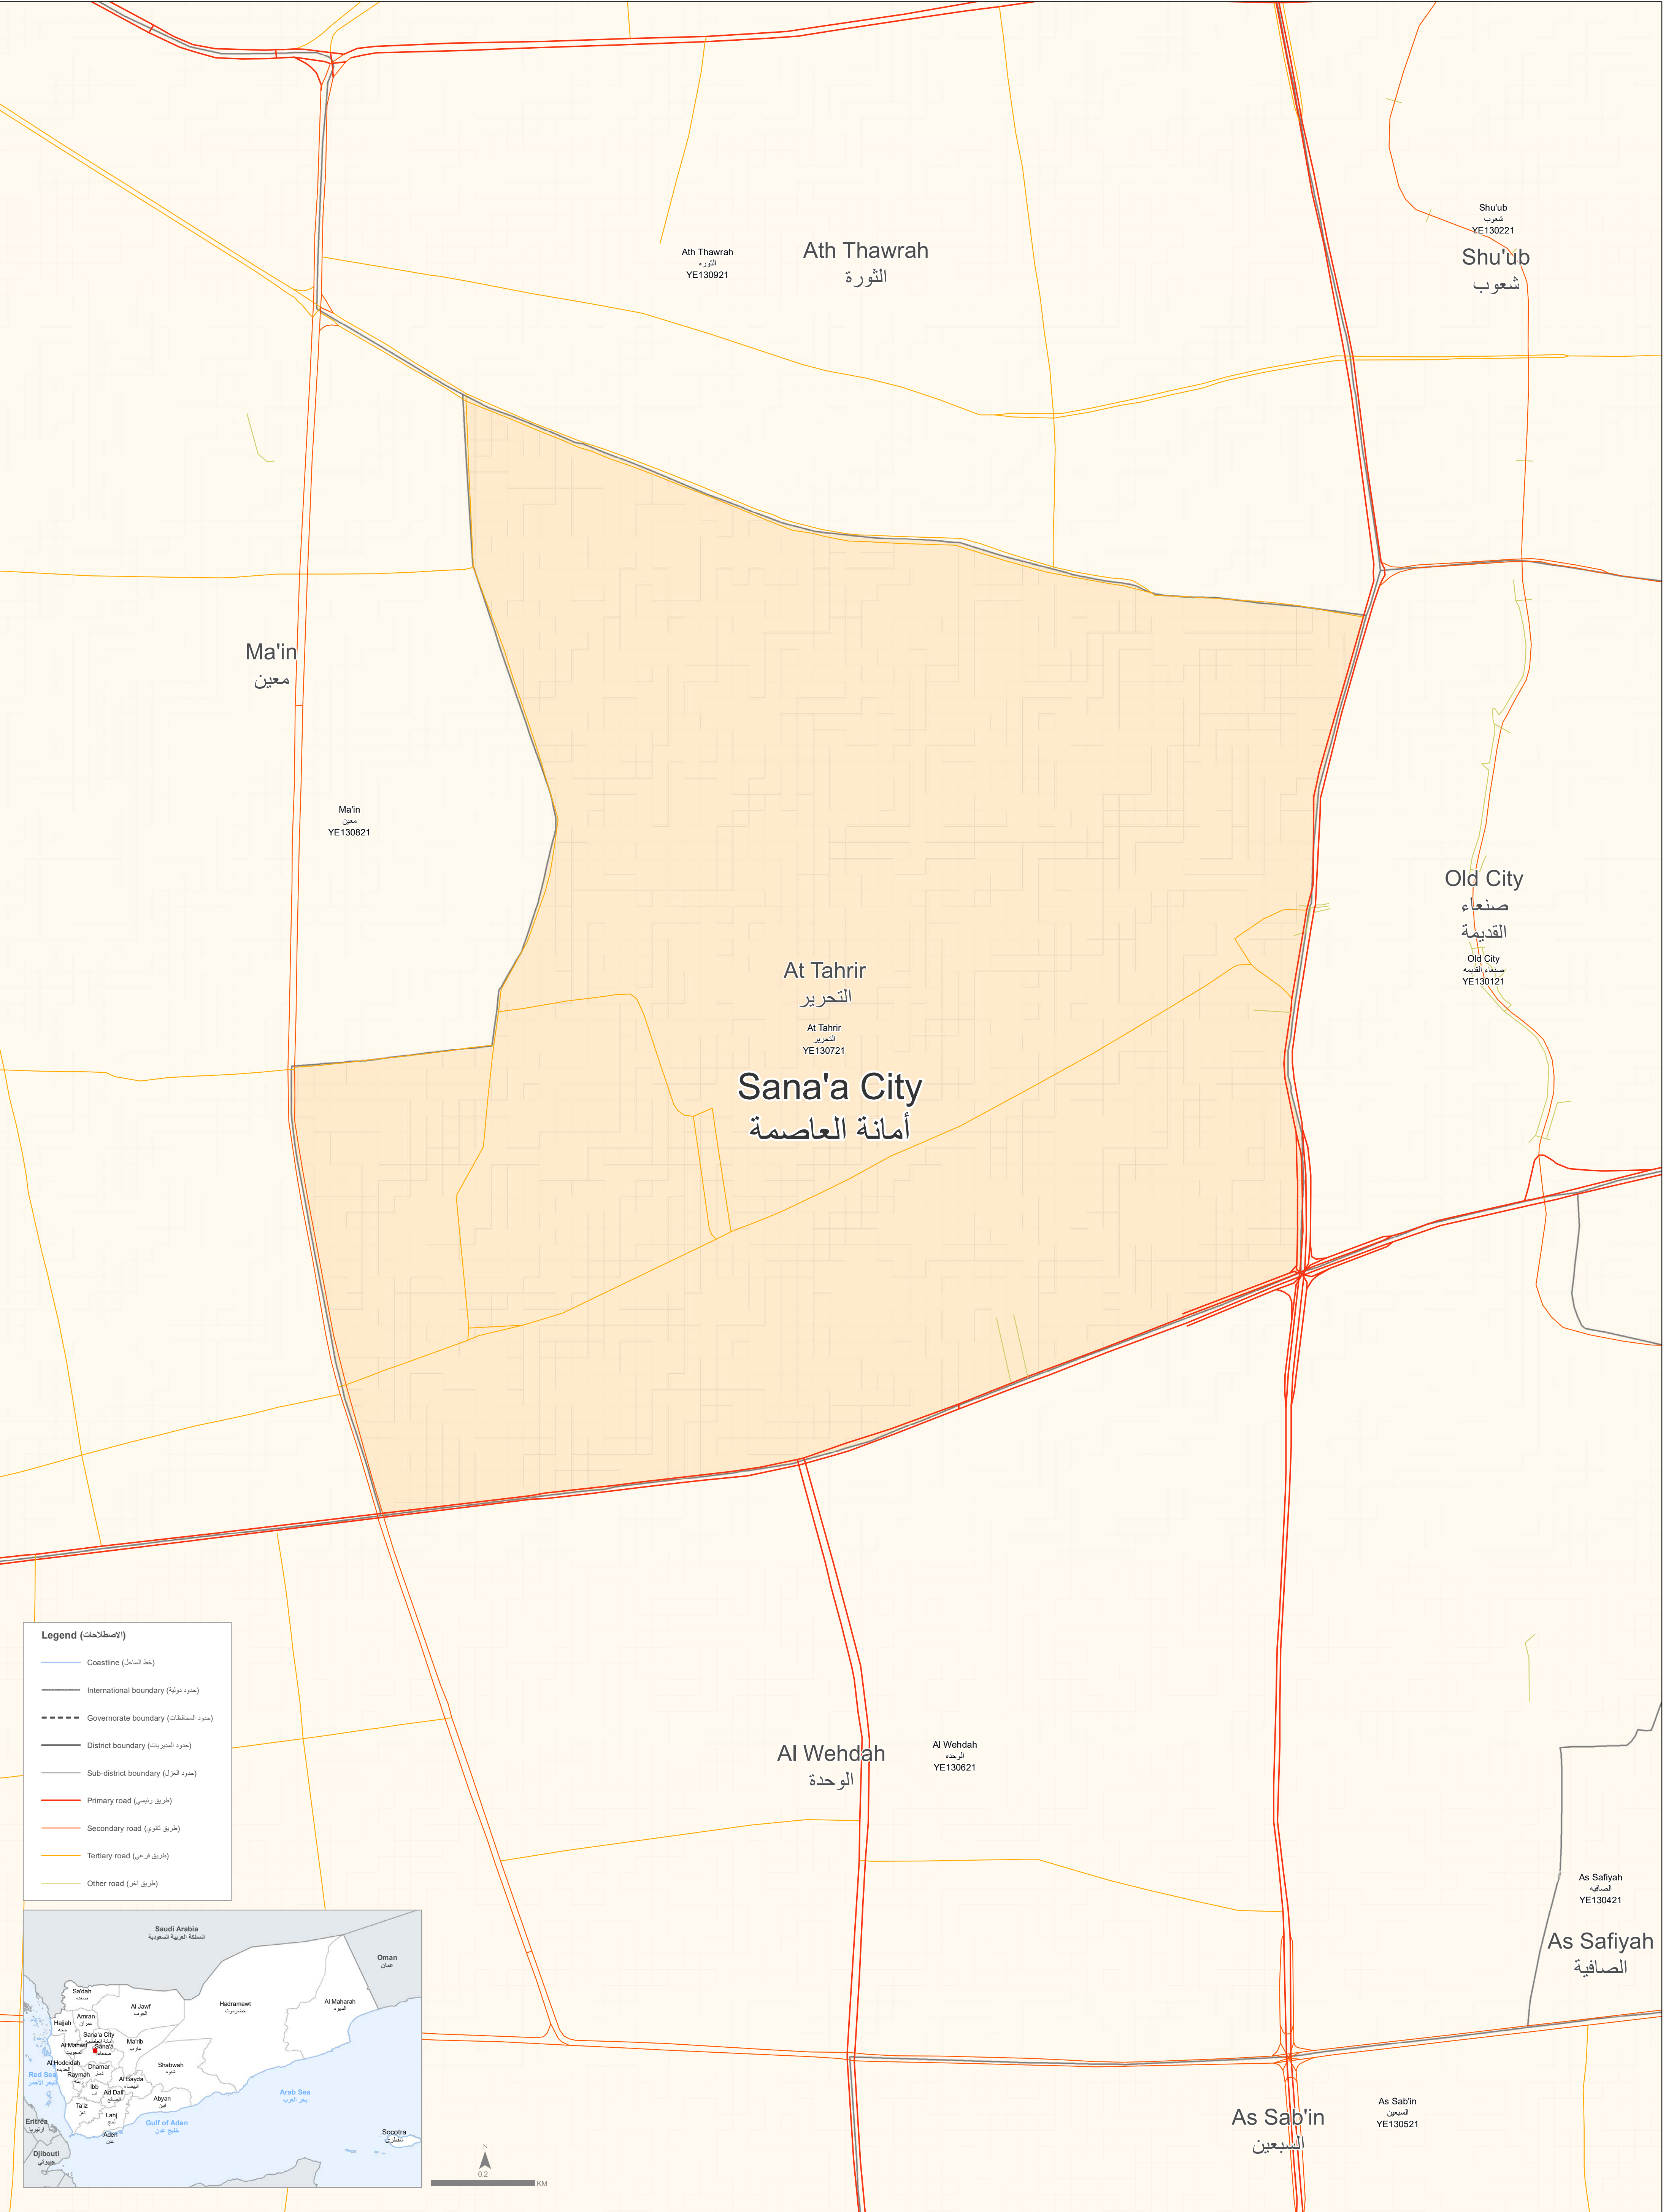 Shu'ub
شعوب
YE130221
Shu'ub
شعوب
Ath Thawrah
الثورة
Ath Thawrah
الثوره
YE130921
Ma'in
معين
Ma'in
معين
YE130821
Old City
صنعاء
القديمة
Old City
صنعاء القديمه
YE130121
At Tahrir
التحرير
At Tahrir
التحرير
YE130721
Sana'a City
أمانة العاصمة
Al Wehdah
الوحدة
Al Wehdah
الوحده
YE130621
As Safiyah
الصافيه
YE130421
As Safiyah
الصافية
As Sab'in
السبعين
As Sab'in
السبعين
YE130521
Legend (الاصطلاحات)
Coastline (خط الساحل)
International boundary (حدود دولية)
Governorate boundary (حدود المحافظات)
District boundary (حدود المديريات)
Sub-district boundary (حدود العزل)
Primary road (طريق رئيسي)
Secondary road (طريق ثانوي)
Tertiary road (طريق فرعي)
Other road (طريق اخر)
Saudi Arabia
المملكة العربية السعودية
Oman
عمان
Sa'dah
صعده
Al Jawf
الجوف
Hadramawt
حضرموت
Al Maharah
المهره
Hajjah
حجه
Amran
عمران
Sana'a City
أمانة العاصمة
Sana'a
صنعاء
Ma'rib
مارب
Al Mahwit
المحويت
Al Hodeidah
الحديده
Dhamar
ذمار
Raymah
ريمه
Shabwah
شبوه
Al Bayda
البيضاء
Ibb
اب
Ad Dali'
الضالع
Ta'iz
تعز
Abyan
ابين
Lahj
لحج
Aden
عدن
Red Sea
البحر الأحمر
Arab Sea
بحر العرب
Gulf of Aden
خليج عدن
Socotra
سقطرى
Eritrea
ارتيريا
Djibouti
جيبوتي
N
0.2
KM